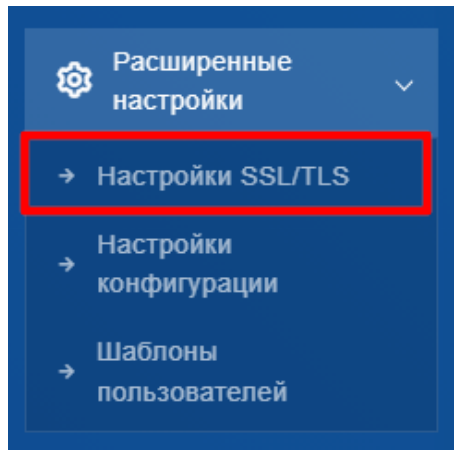 Расширенные
настройки
Настройки SSL/TLS
Настройки
конфигурации
Шаблоны
пользователей